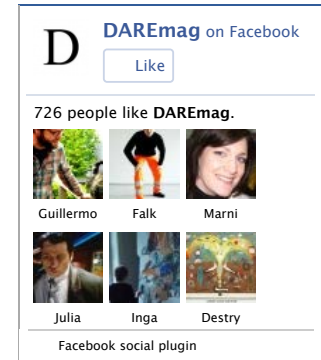 D
DAREmag on Facebook
Like
726 people like DAREmag.
Guillermo Falk Marni
Julia Inga Destry
Facebook social plugin